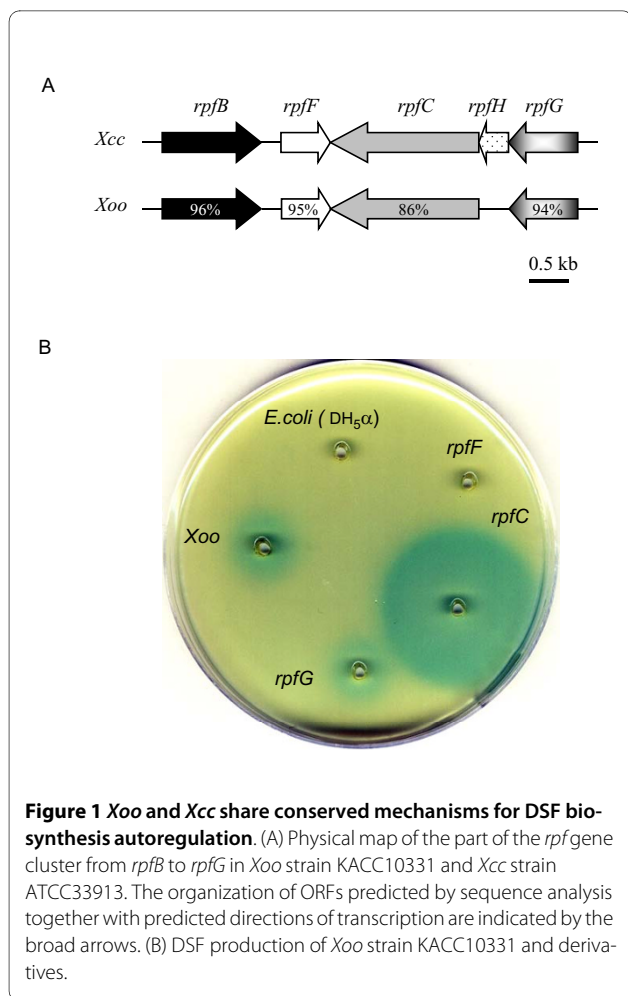 A
rpfB rpfF rpfC rpfH rpfG
Xcc
Xoo 96% 95% 86% 94%
0.5 kb
B
E.coli ( DH5α)
rpfF
rpfC
Xoo
rpfG
Figure 1 Xoo and Xcc share conserved mechanisms for DSF bio-
synthesis autoregulation. (A) Physical map of the part of the rpf gene
cluster from rpfB to rpfG in Xoo strain KACC10331 and Xcc strain
ATCC33913. The organization of ORFs predicted by sequence analysis
together with predicted directions of transcription are indicated by the
broad arrows. (B) DSF production of Xoo strain KACC10331 and deriva-
tives.